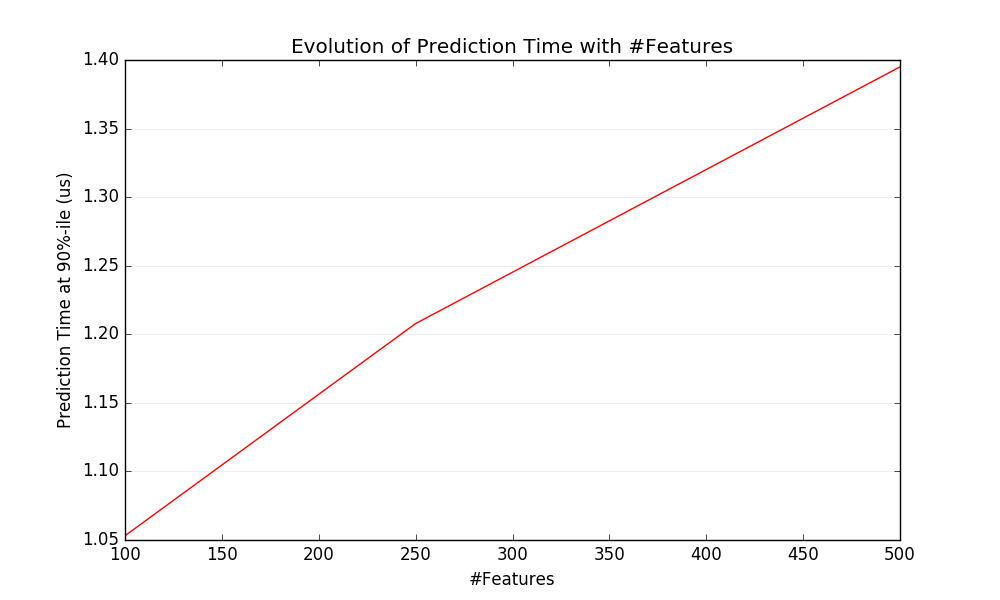 Evolution of Prediction Time with #Features
1.40
1.35
1.30
1.25
1.20
1.15
1.10
1.05
Prediction Time at 90%-ile (us)
100 150 200 250 300 350 400 450 500
#Features